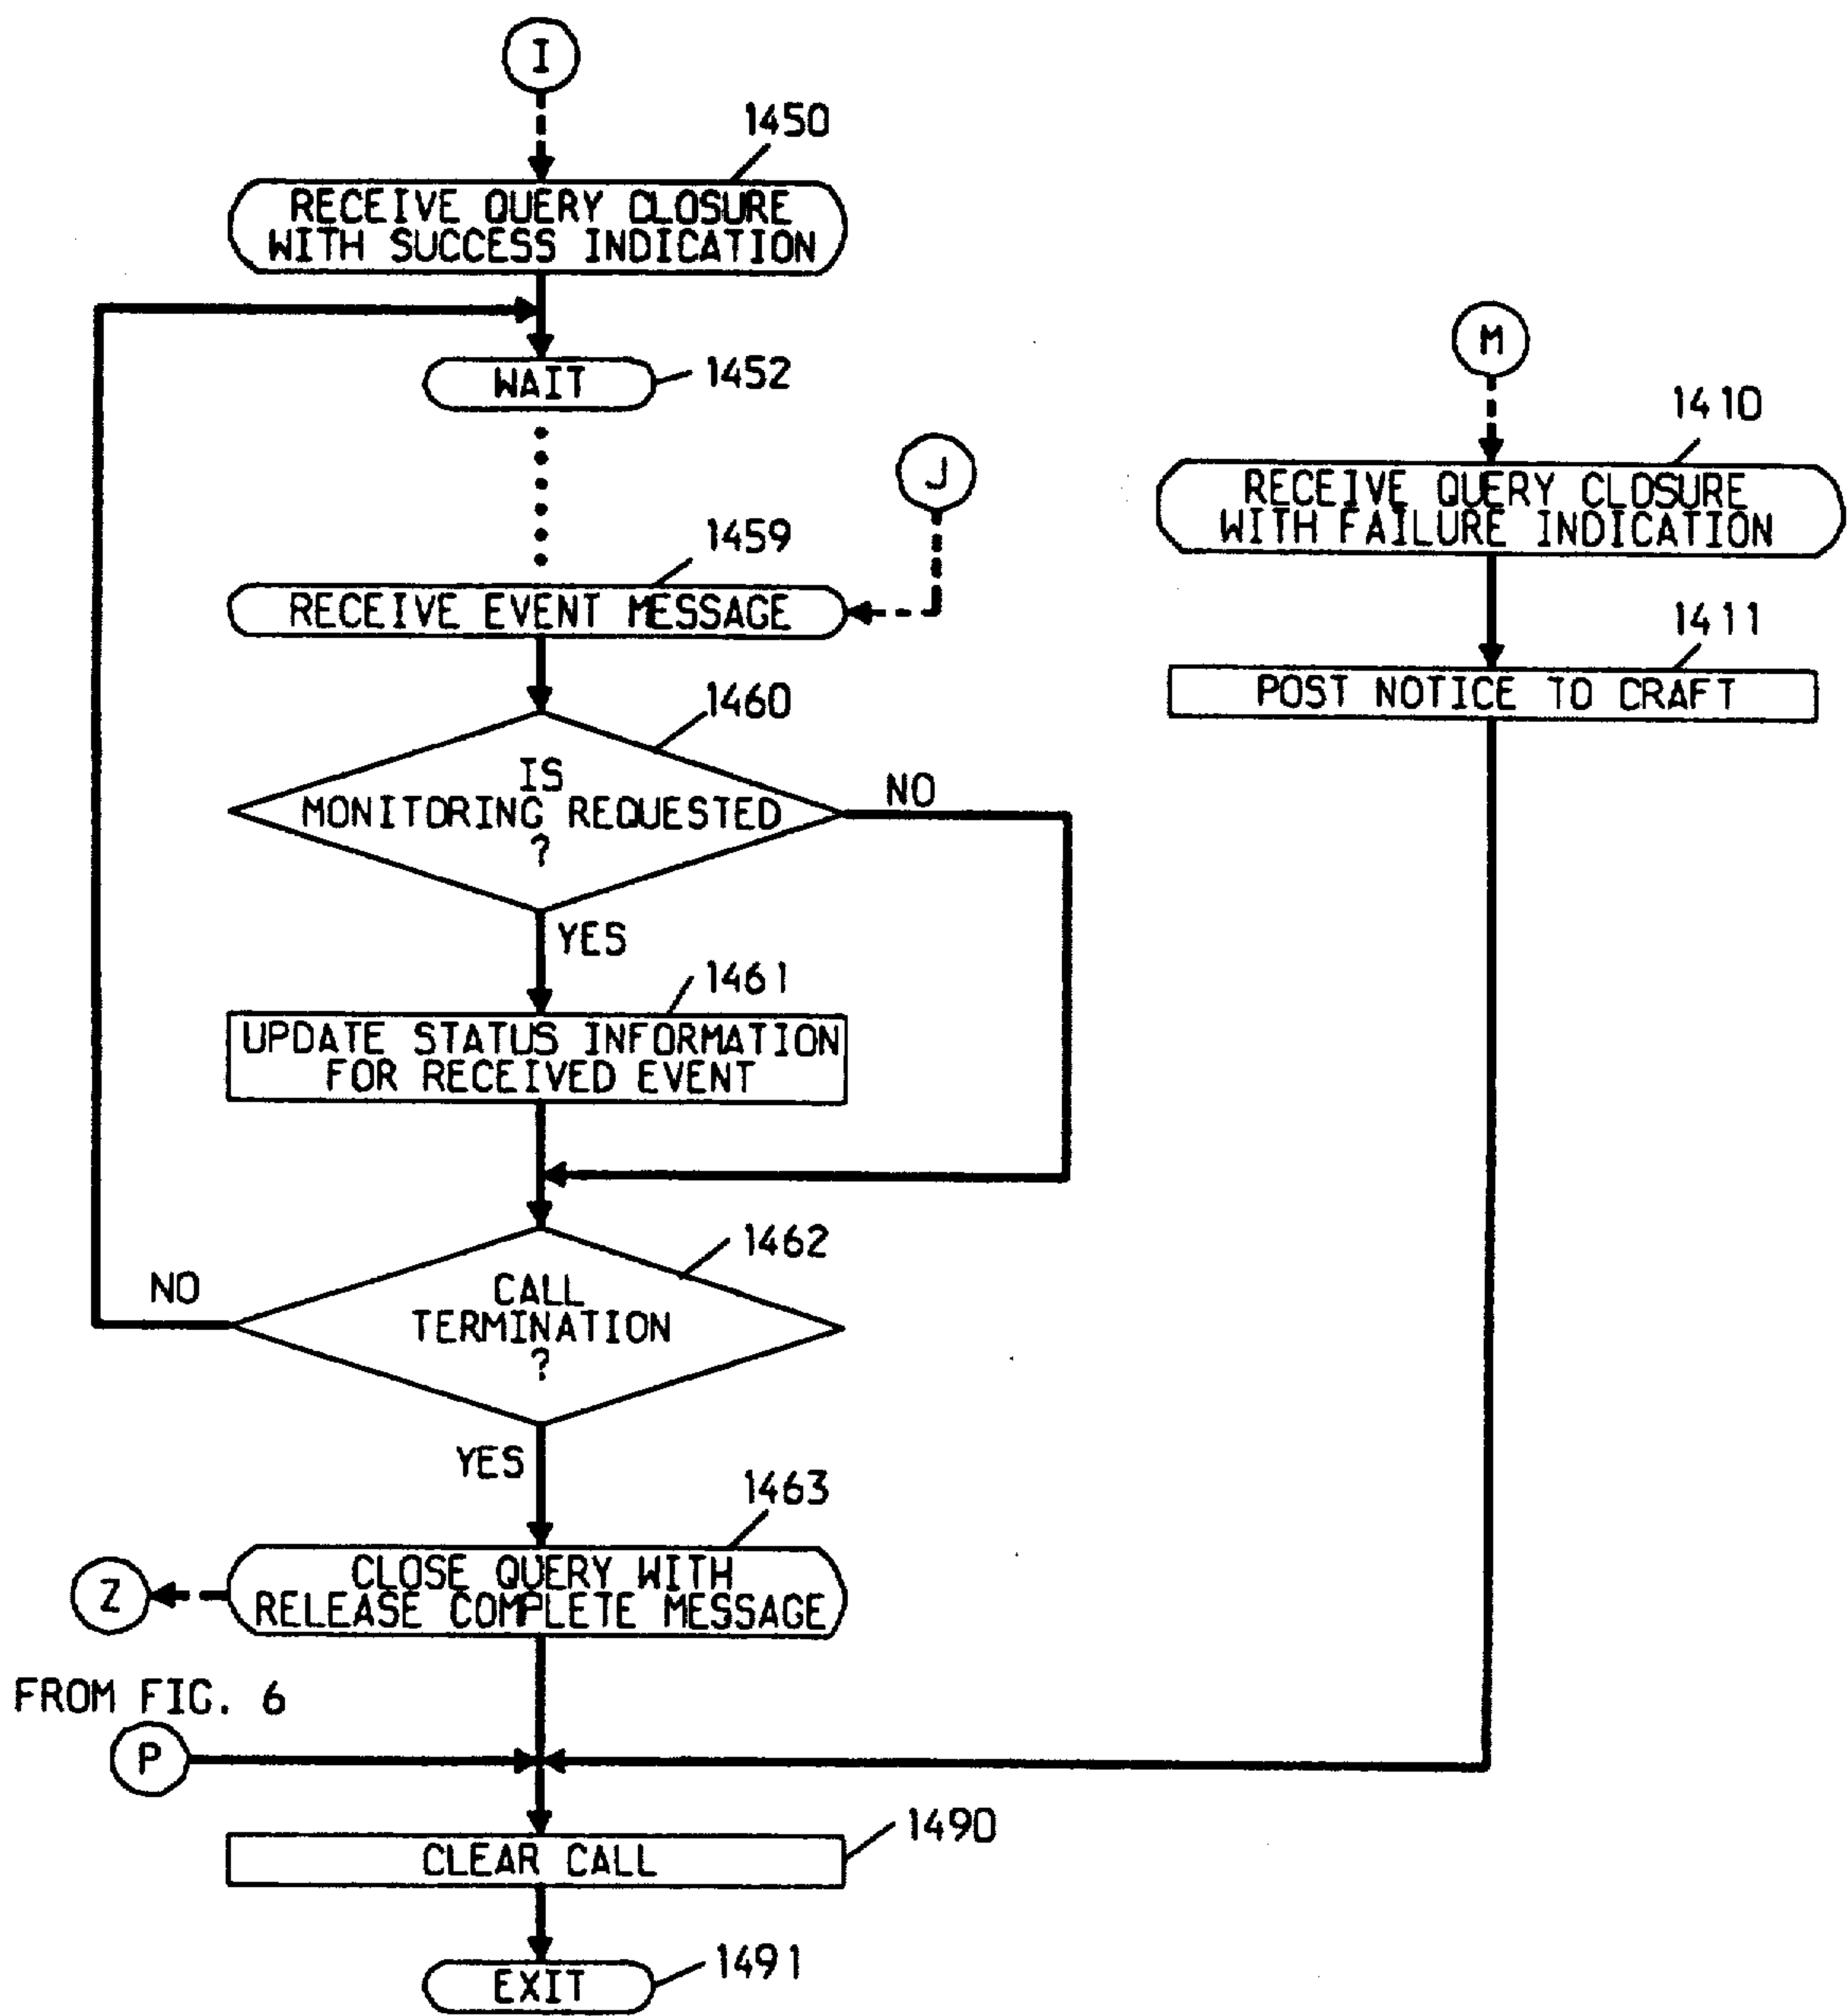 I
1450
RECEIVE QUERY CLOSURE
WITH SUCCESS INDICATION
WAIT
1452
J
1459
RECEIVE EVENT MESSAGE
1460
IS
MONITORING REQUESTED
?
NO
YES
1461
UPDATE STATUS INFORMATION
FOR RECEIVED EVENT
1462
CALL
TERMINATION
?
NO
YES
1463
CLOSE QUERY WITH
RELEASE COMPLETE MESSAGE
Z
FROM FIG. 6
P
M
1410
RECEIVE QUERY CLOSURE
WITH FAILURE INDICATION
1411
POST NOTICE TO CRAFT
1490
CLEAR CALL
EXIT
1491